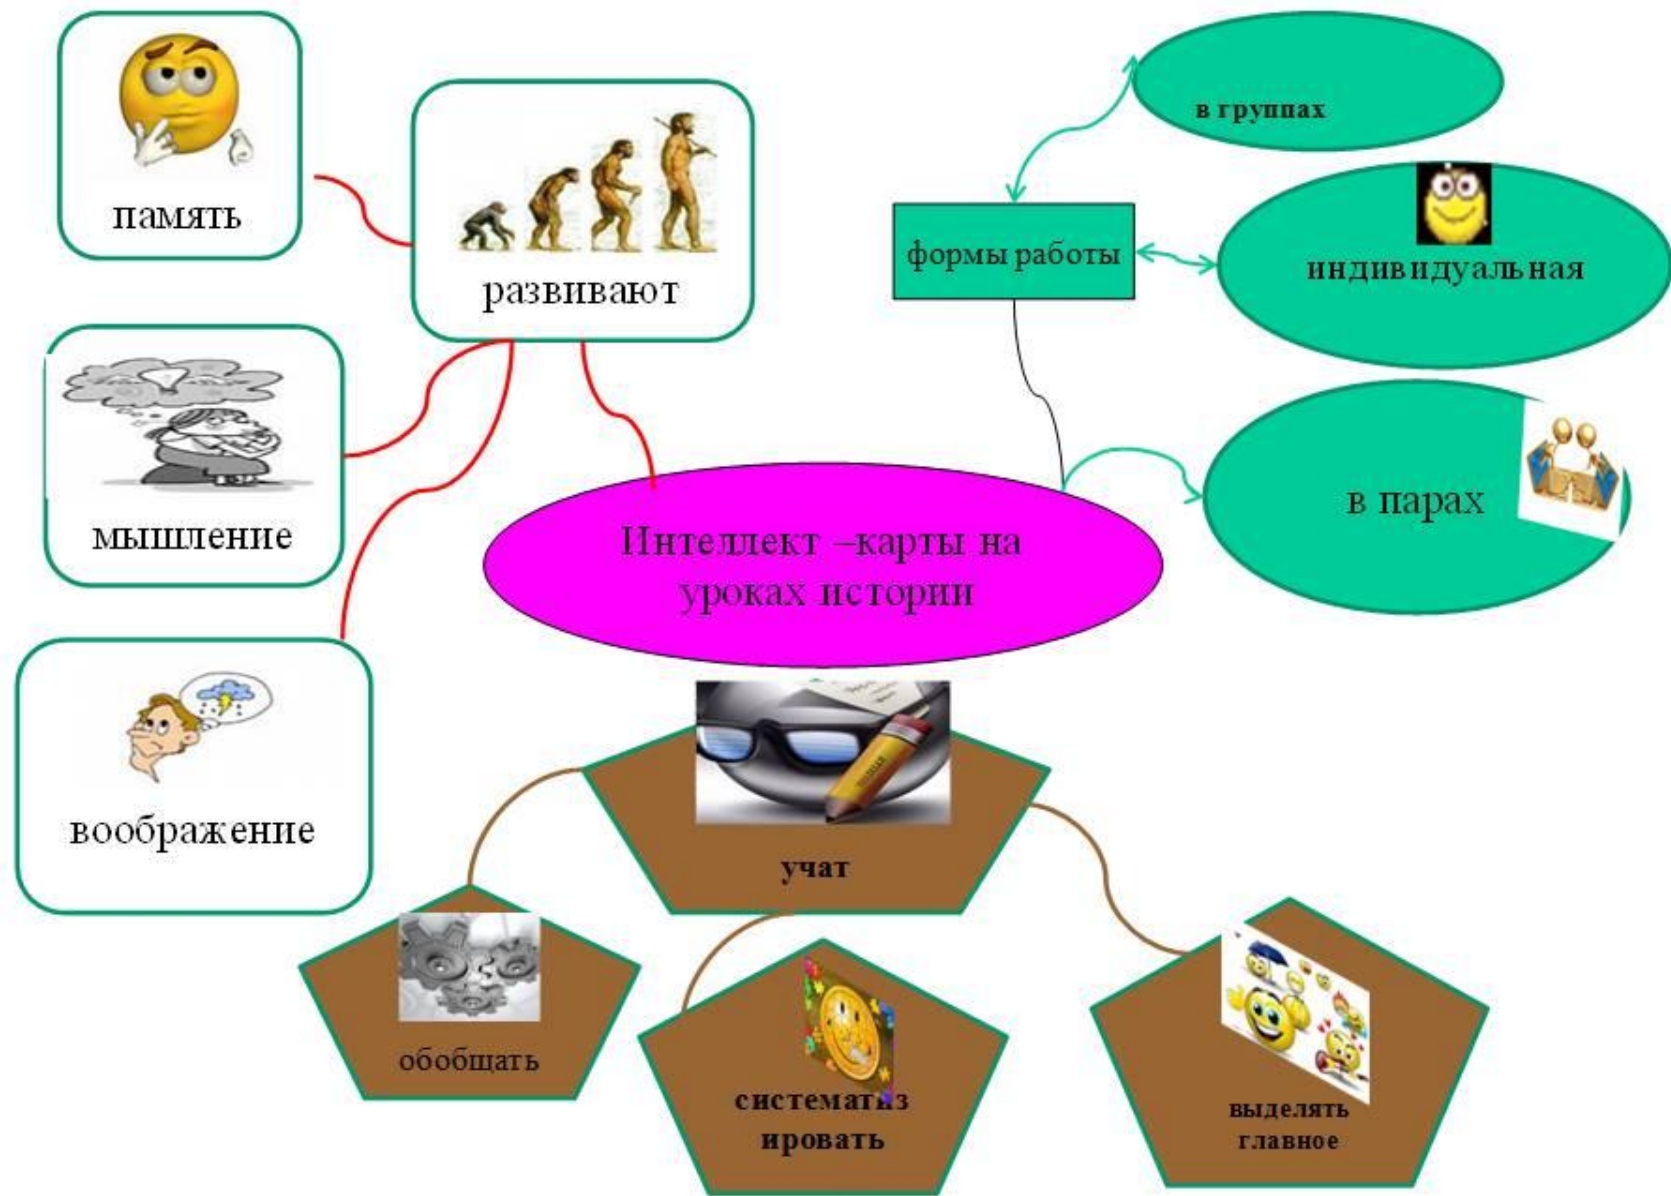 память
развивают
мышление
воображение
в группах
формы работы
индивидуальная
в парах
Интеллект –карты на
уроках истории
учат
обобщать
систематиз
ировать
выделять
главное